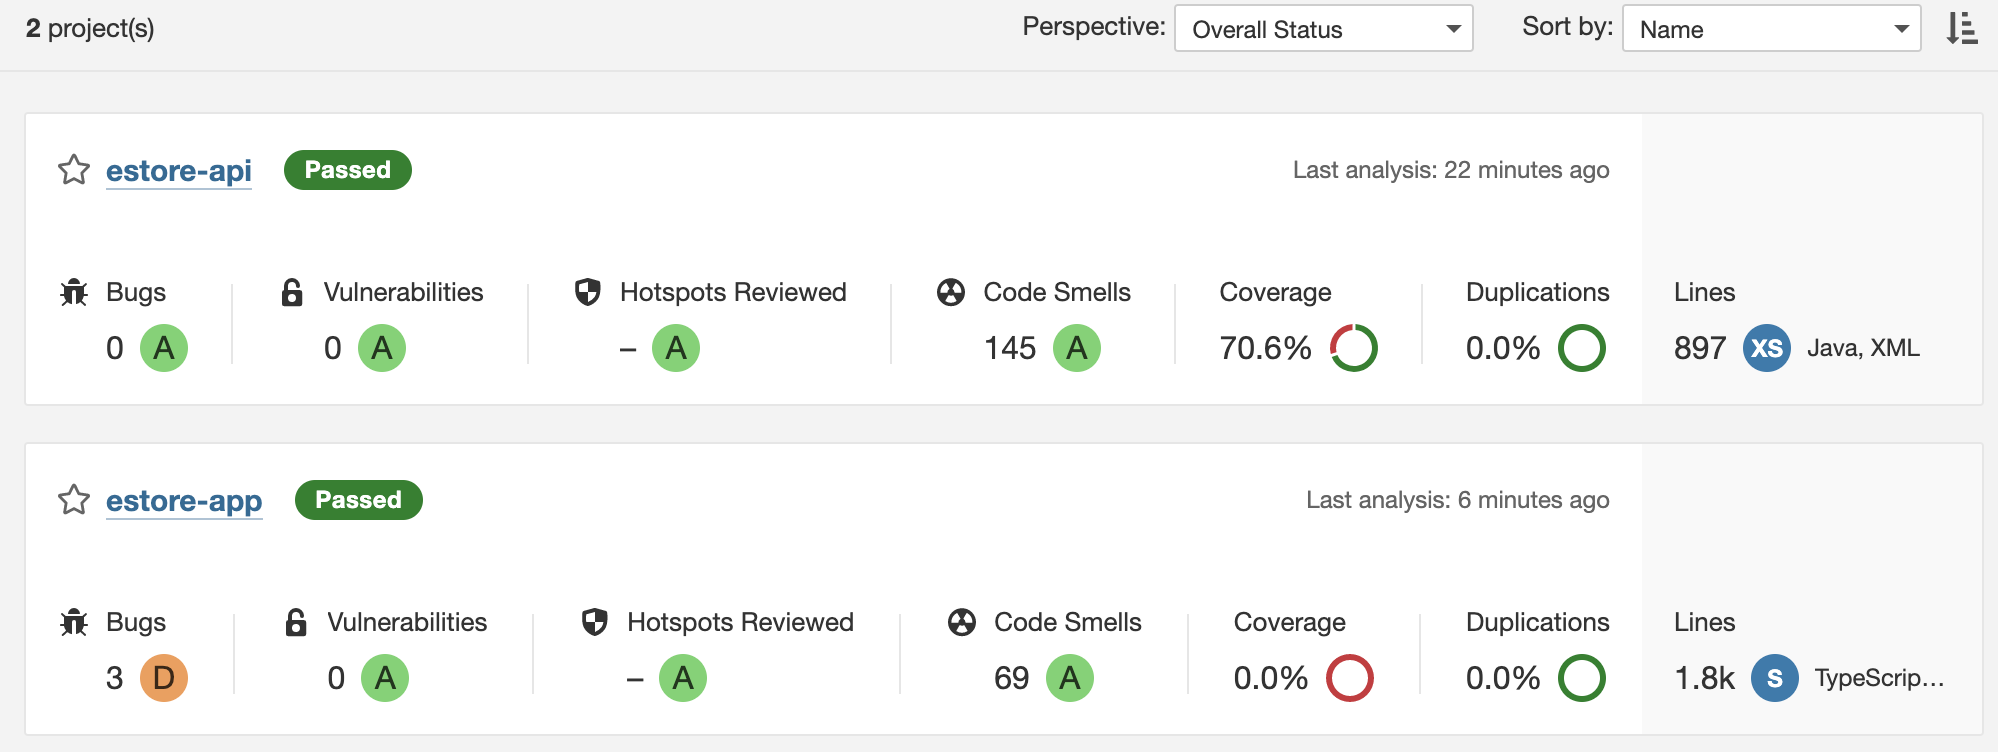 2 project(s) Perspective: Overall Status Sort by: Name
estore-api Passed Last analysis: 22 minutes ago
Bugs Vulnerabilities Hotspots Reviewed Code Smells Coverage Duplications Lines
0 A 0 A – A 145 A 70.6% 0.0% 897 XS Java, XML
estore-app Passed Last analysis: 6 minutes ago
Bugs Vulnerabilities Hotspots Reviewed Code Smells Coverage Duplications Lines
3 D 0 A – A 69 A 0.0% 0.0% 1.8k S TypeScrip...